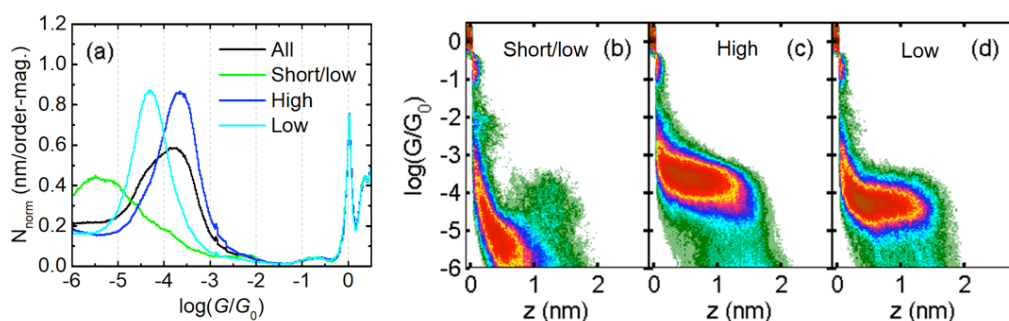 (a)
All
Short/low
High
Low
N_norm (nm/order-mag.)
1.2
1.0
0.8
0.6
0.4
0.2
0.0
-6 -5 -4 -3 -2 -1 0
log(G/G₀)
Short/low (b)
High (c)
Low (d)
log(G/G₀)
0
-1
-2
-3
-4
-5
-6
0 1 2
0 1 2
0 1 2
z (nm)
z (nm)
z (nm)